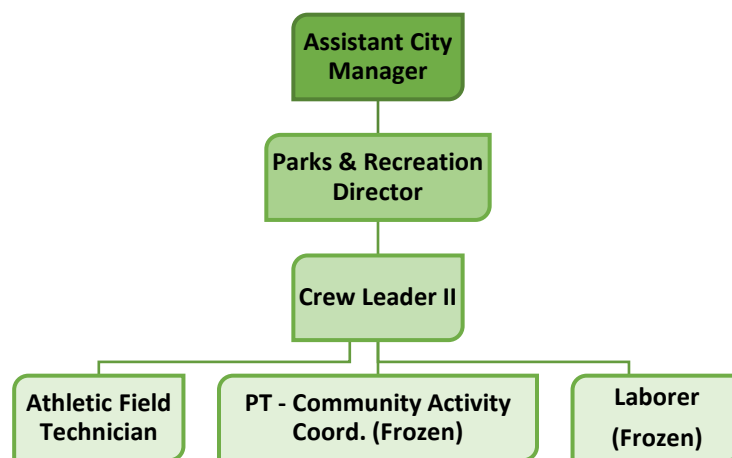 Assistant City
Manager
Parks & Recreation
Director
Crew Leader II
Athletic Field
Technician
PT - Community Activity
Coord. (Frozen)
Laborer
(Frozen)